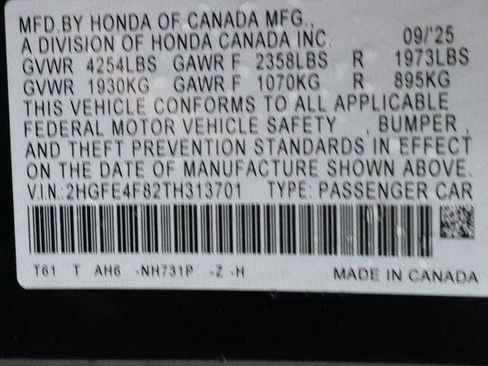 MFD.BY HONDA OF CANADA MFG.,
A DIVISION OF HONDA CANADA INC. 09/'25
GVWR 4254LBS GAWR F 2358LBS R 1973LBS
GVWR 1930KG GAWR F 1070KG R 895KG
THIS VEHICLE CONFORMS TO ALL APPLICABLE
FEDERAL MOTOR VEHICLE SAFETY , BUMPER ,
AND THEFT PREVENTION STANDARDS IN EFFECT
ON THE DATE OF MANUFACTURE SHOWN ABOVE.
V.I.N.:2HGFE4F82TH313701 TYPE: PASSENGER CAR
T61 T AH6 -NH731P -Z -H MADE IN CANADA